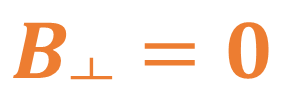 B⊥ = 0